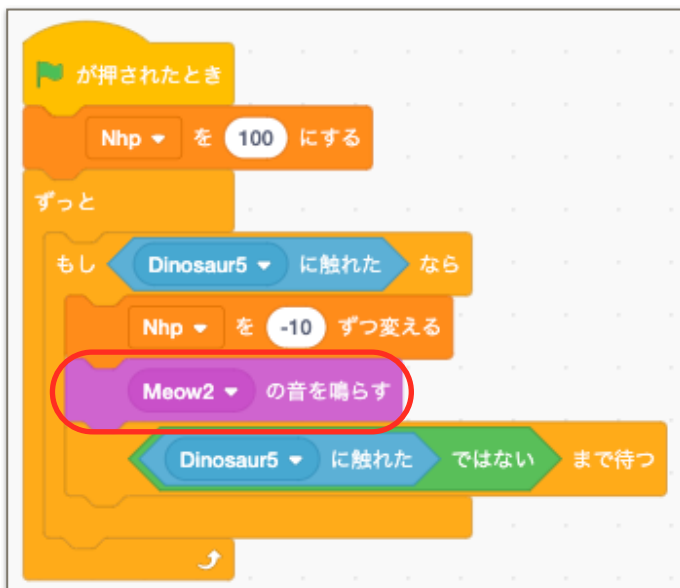 が押されたとき
Nhp を 100 にする
ずっと
もし Dinosaur5 に触れた なら
Nhp を -10 ずつ変える
Meow2 の音を鳴らす
Dinosaur5 に触れた ではない まで待つ